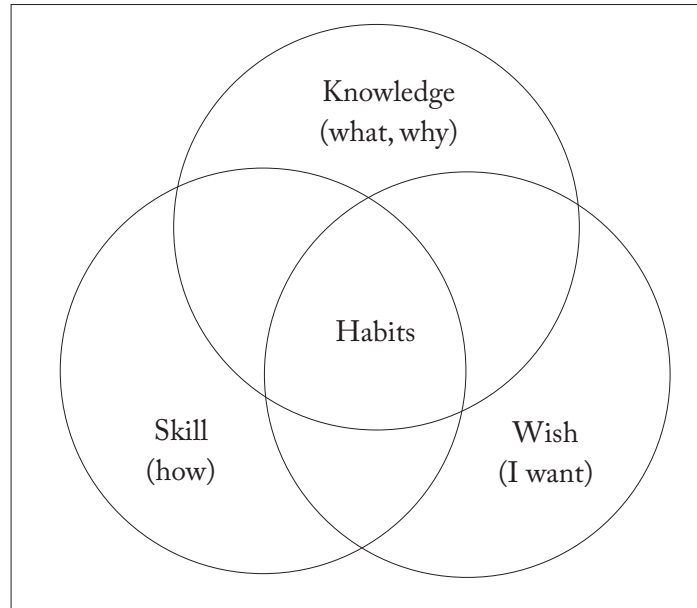 Knowledge
(what, why)
Habits
Skill
(how)
Wish
(I want)